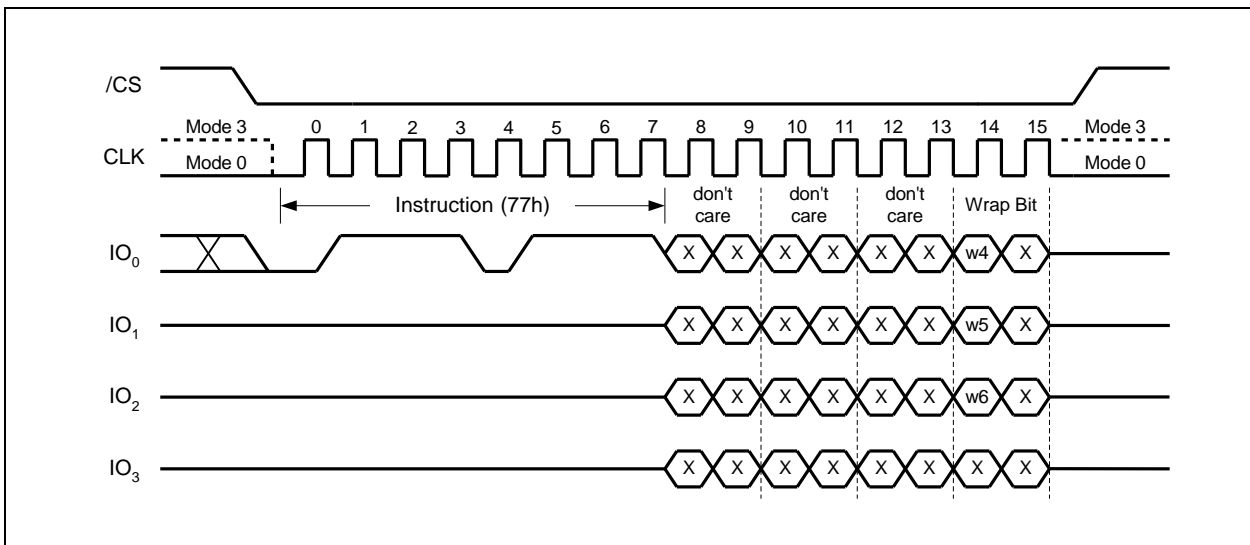 /CS
Mode 3 0 1 2 3 4 5 6 7 8 9 10 11 12 13 14 15 Mode 3
CLK
Mode 0 Mode 0
Instruction (77h) don't care don't care don't care Wrap Bit
IO0 X X X X X X w4 X
IO1 X X X X X X w5 X
IO2 X X X X X X w6 X
IO3 X X X X X X X X